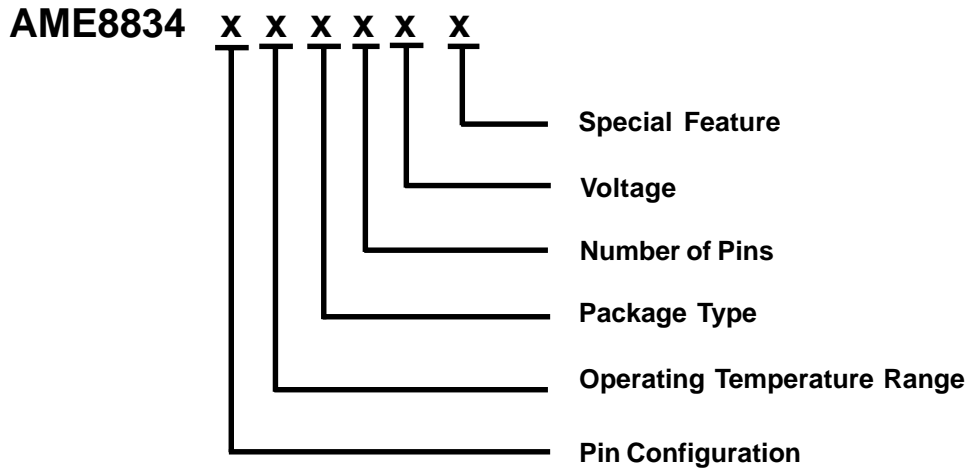 AME8834 x x x x x x
Special Feature
Voltage
Number of Pins
Package Type
Operating Temperature Range
Pin Configuration